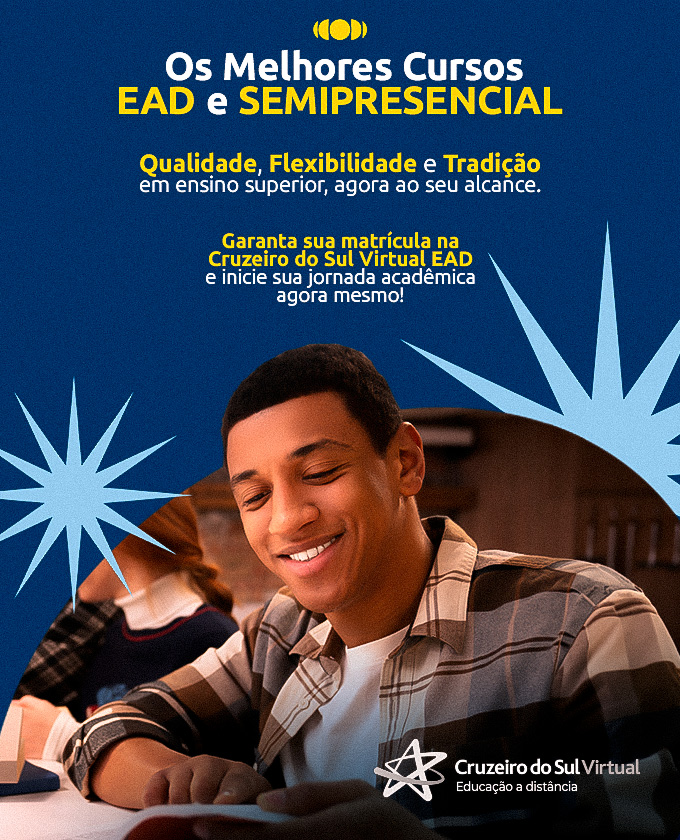 Os Melhores Cursos
EAD e SEMIPRESENCIAL
Qualidade, Flexibilidade e Tradição
em ensino superior, agora ao seu alcance.
Garanta sua matrícula na
Cruzeiro do Sul Virtual EAD
e inicie sua jornada acadêmica
agora mesmo!
Cruzeiro do Sul Virtual
Educação a distância